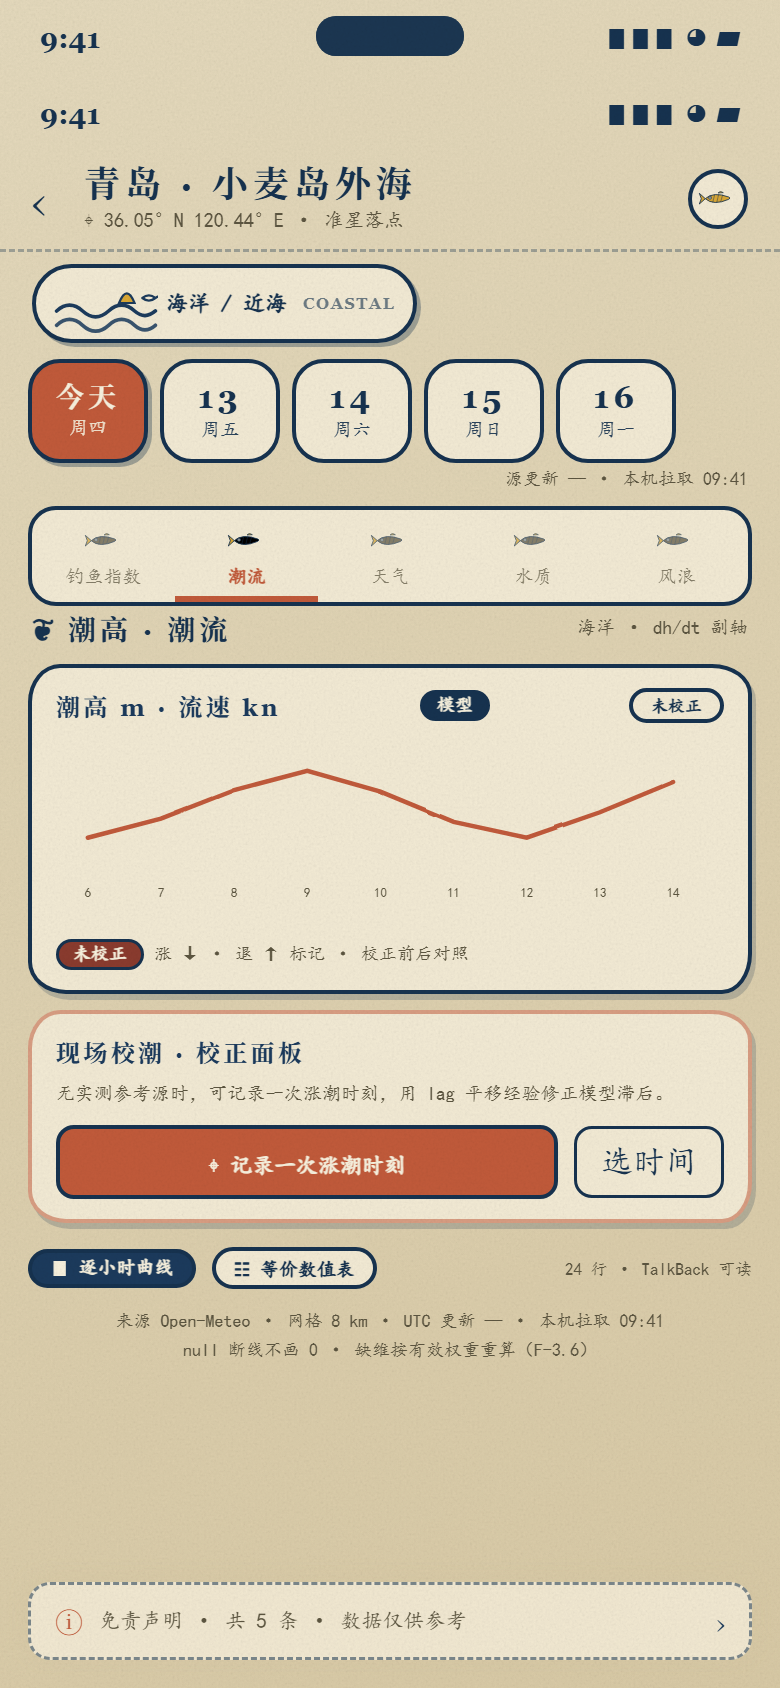 9:41
9:41
青岛 · 小麦岛外海
⌖ 36.05° N 120.44° E • 准星落点
海洋 / 近海 COASTAL
今天 13 14 15 16
周四 周五 周六 周日 周一
源更新 — • 本机拉取 09:41
钓鱼指数 潮流 天气 水质 风浪
❦ 潮高 · 潮流 海洋 • dh/dt 副轴
潮高 m · 流速 kn 模型 未校正
6 7 8 9 10 11 12 13 14
未校正 涨 ↓ • 退 ↑ 标记 • 校正前后对照
现场校潮 · 校正面板
无实测参考源时, 可记录一次涨潮时刻, 用 lag 平移经验修正模型滞后。
⌖ 记录一次涨潮时刻 选时间
逐小时曲线 ☷ 等价数值表 24 行 • TalkBack 可读
来源 Open-Meteo • 网格 8 km • UTC 更新 — • 本机拉取 09:41
null 断线不画 0 • 缺维按有效权重重算 (F-3.6)
ⓘ 免责声明 • 共 5 条 • 数据仅供参考 ›